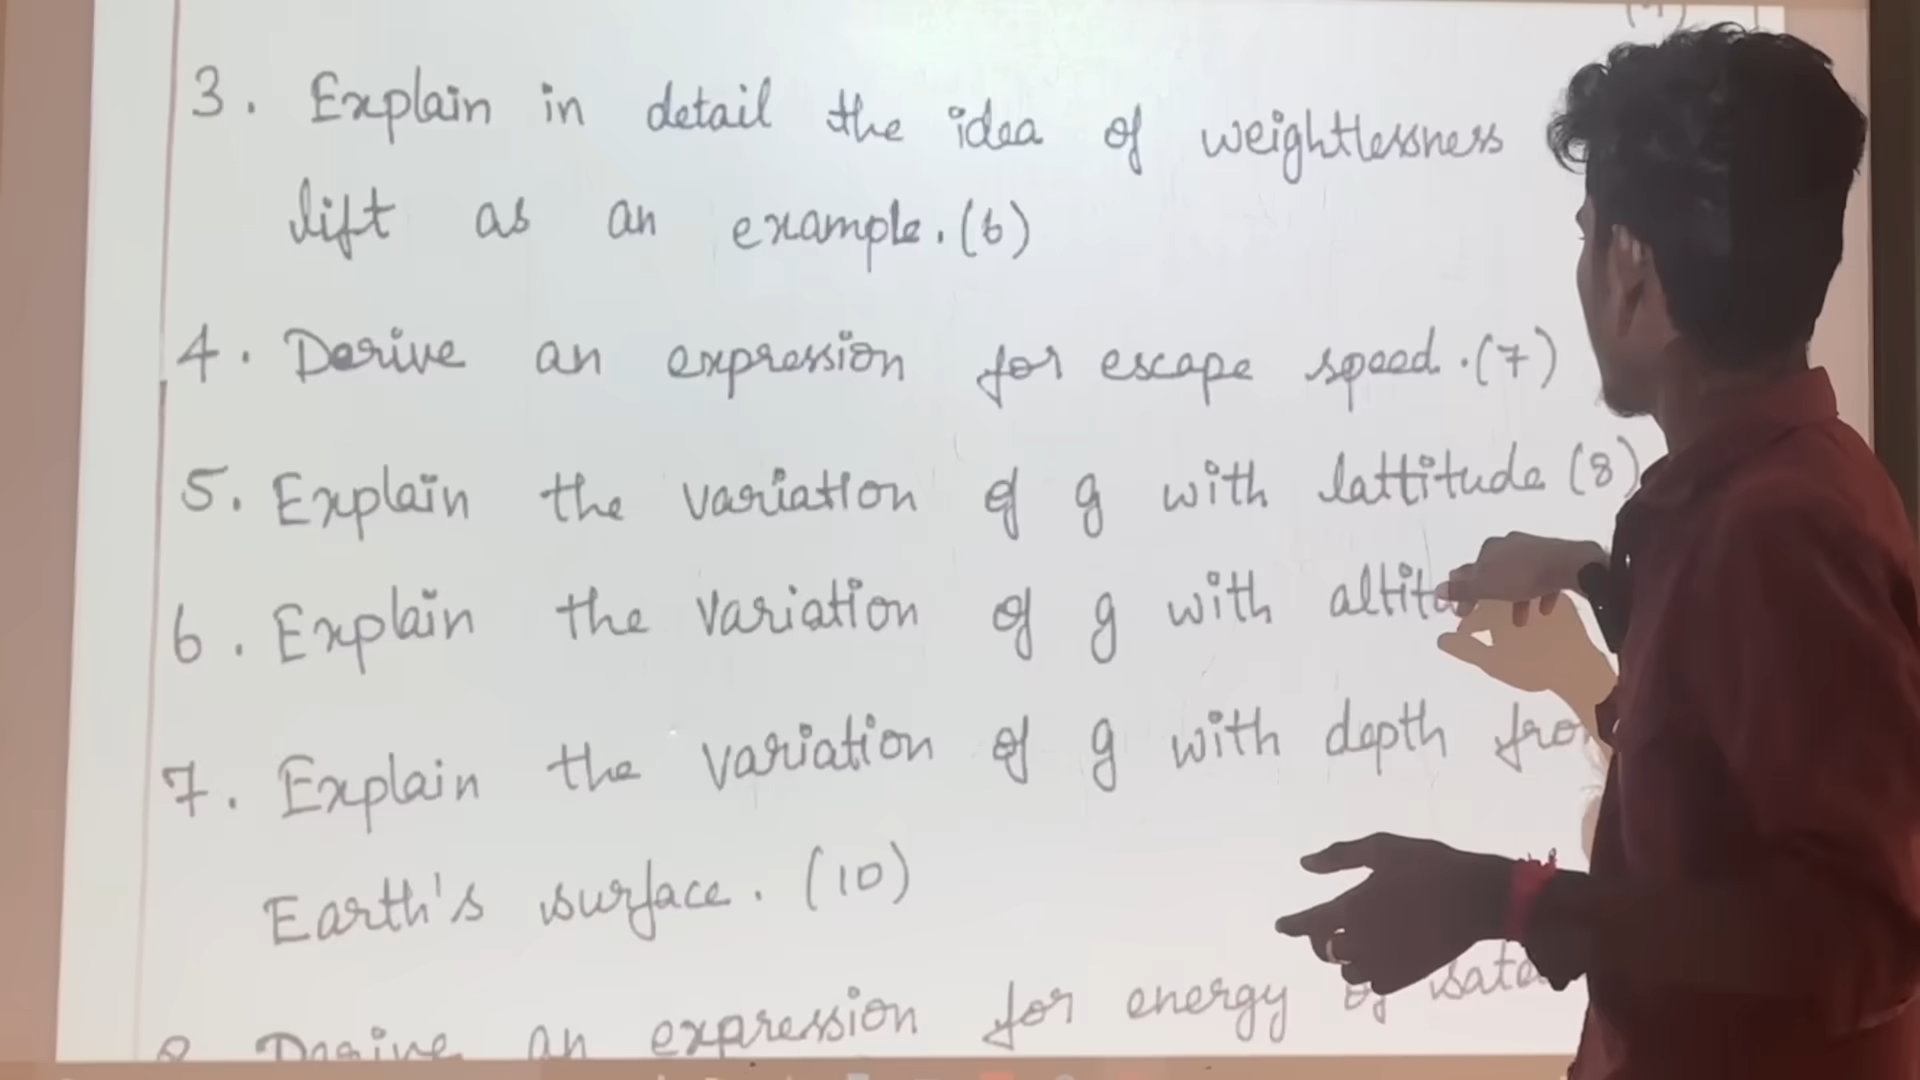 3. Explain in detail the idea of weightlessness
lift as an example. (6)
4. Derive an expression for escape speed. (7)
5. Explain the variation of g with lattitude (8)
6. Explain the variation of g with
7. Explain the variation of g with depth
Earth's surface. (10)
Derive an expression for energy of